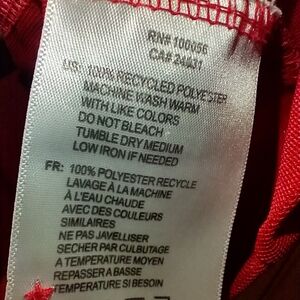 RN# 100056
CA# 24931
US: 100% RECYCLED POLYESTER
MACHINE WASH WARM
WITH LIKE COLORS
DO NOT BLEACH
TUMBLE DRY MEDIUM
LOW IRON IF NEEDED
FR: 100% POLYESTER RECYCLE
LAVAGE À LA MACHINE
À L'EAU CHAUDE
AVEC DES COULEURS
SIMILAIRES
NE PAS JAVELLISER
SECHER PAR CULBUTAGE
A TEMPERATURE MOYEN
REPASSER A BASSE
TEMPERATURE SI BESOIN